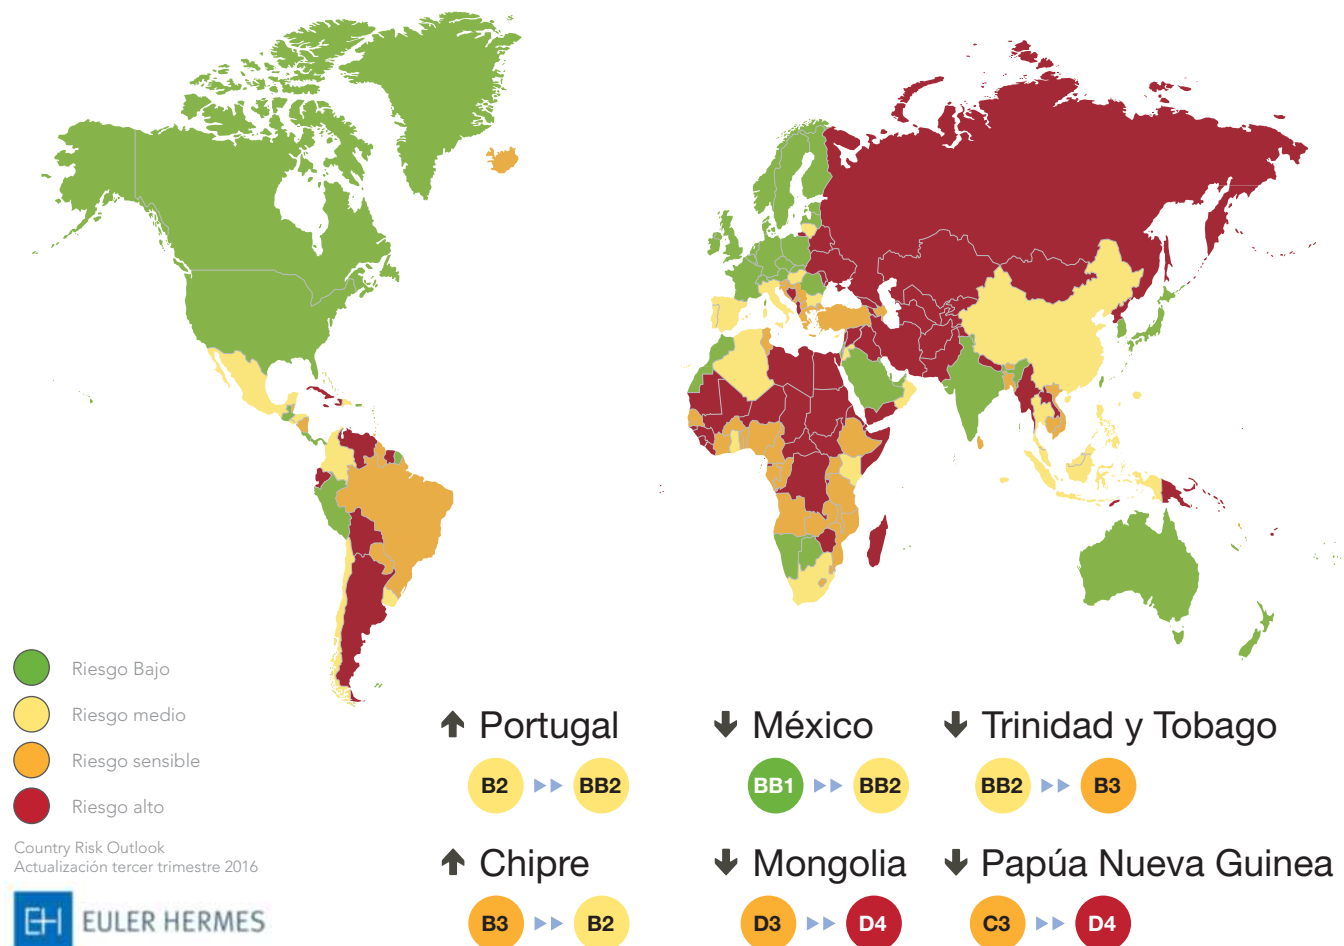 Riesgo Bajo
Riesgo medio
Riesgo sensible
Riesgo alto
Country Risk Outlook
Actualización tercer trimestre 2016
EH EULER HERMES
Portugal
B2 BB2
México
BB1 BB2
Trinidad y Tobago
BB2 B3
Chipre
B3 B2
Mongolia
D3 D4
Papúa Nueva Guinea
C3 D4